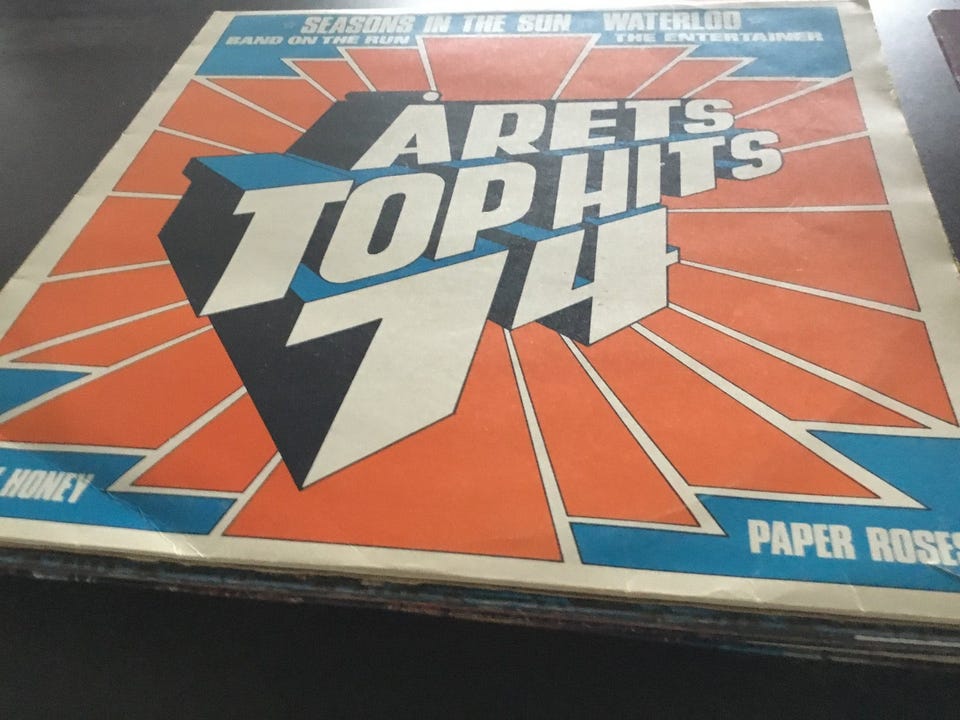 SEASONS IN THE SUN WATERLOO
BAND ON THE RUN THE ENTERTAINER
ÅRETS
TOP HITS
74
HONEY
PAPER ROSES